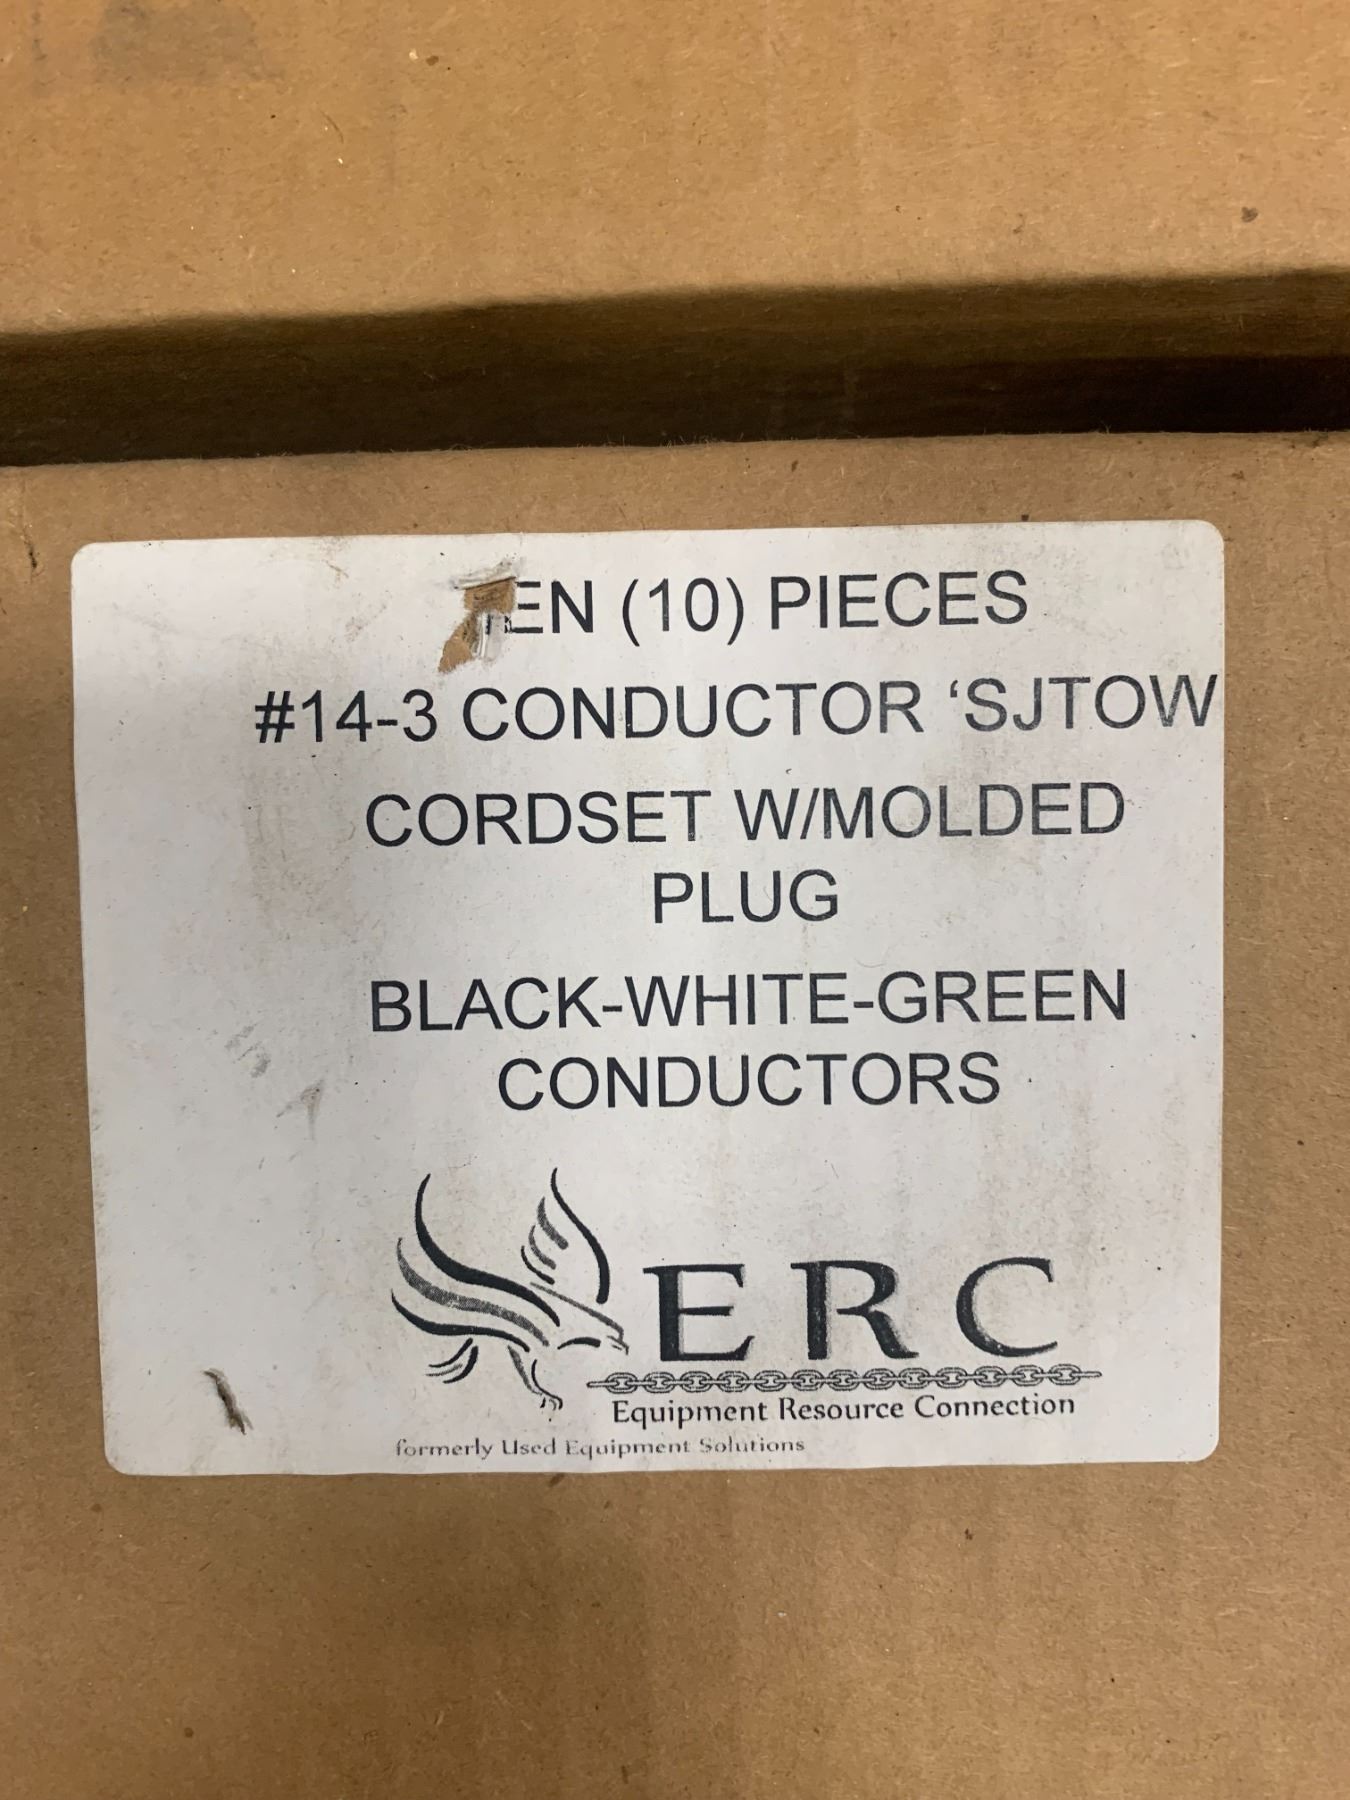 TEN (10) PIECES
#14-3 CONDUCTOR ‘SJTOW
CORDSET W/MOLDED
PLUG
BLACK-WHITE-GREEN
CONDUCTORS
ERC
Equipment Resource Connection
formerly Used Equipment Solutions